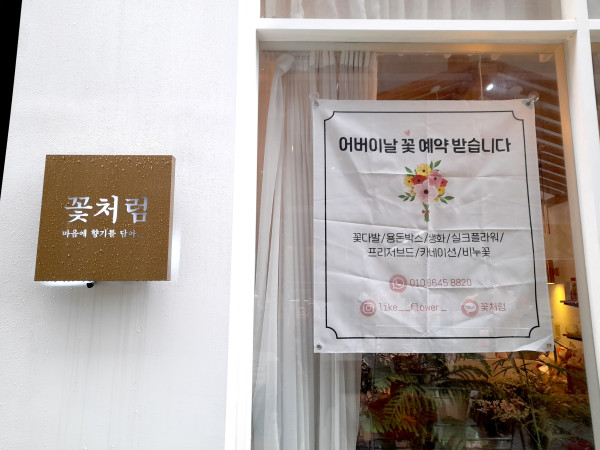 꽃처럼
마음에 향기를 담아...
어버이날 꽃 예약 받습니다
꽃다발/용돈박스/생화/실크플라워/
프리저브드/카네이션/비누꽃
010 6645 8820
like__flower_
꽃처럼